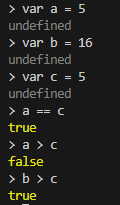 > var a = 5
undefined
> var b = 16
undefined
> var c = 5
undefined
> a == c
true
> a > c
false
> b > c
true